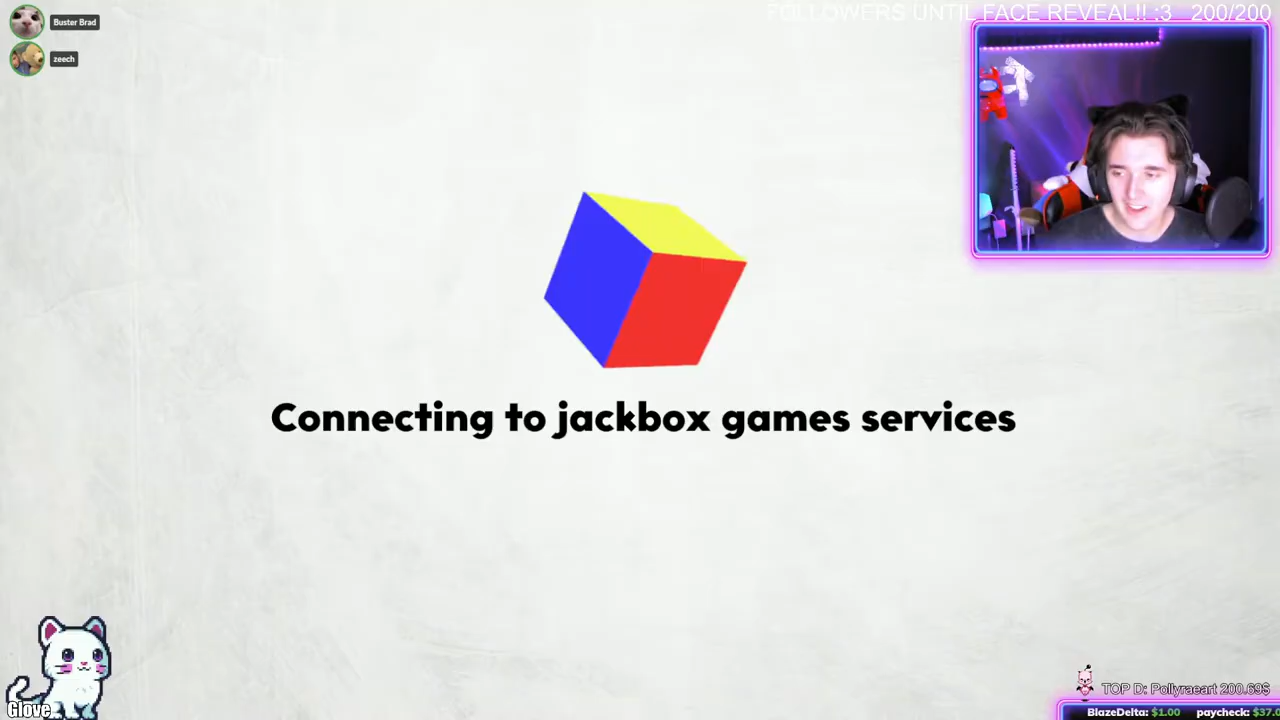 FOLLOWERS UNTIL FACE REVEAL!! :3 200/200
Buster Brad
zeech
Connecting to jackbox games services
Glove
TOP D: Pollyraeart 200.69$
BlazeDelta: $1.00 paycheck: $37.0